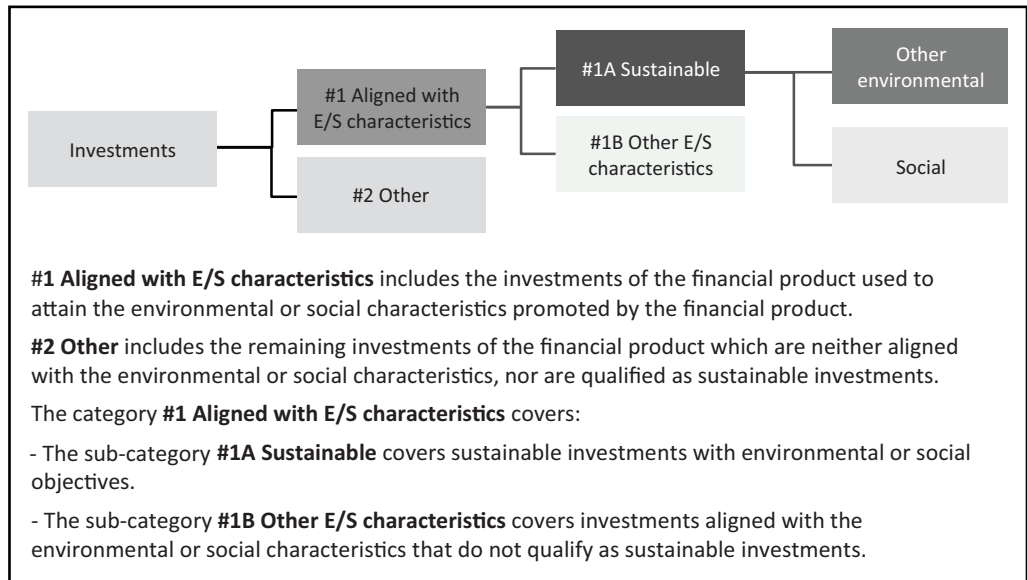 Investments
#1 Aligned with
E/S characteristics
#2 Other
#1A Sustainable
#1B Other E/S
characteristics
Other
environmental
Social
#1 Aligned with E/S characteristics includes the investments of the financial product used to
attain the environmental or social characteristics promoted by the financial product.
#2 Other includes the remaining investments of the financial product which are neither aligned
with the environmental or social characteristics, nor are qualified as sustainable investments.
The category #1 Aligned with E/S characteristics covers:
- The sub-category #1A Sustainable covers sustainable investments with environmental or social
objectives.
- The sub-category #1B Other E/S characteristics covers investments aligned with the
environmental or social characteristics that do not qualify as sustainable investments.